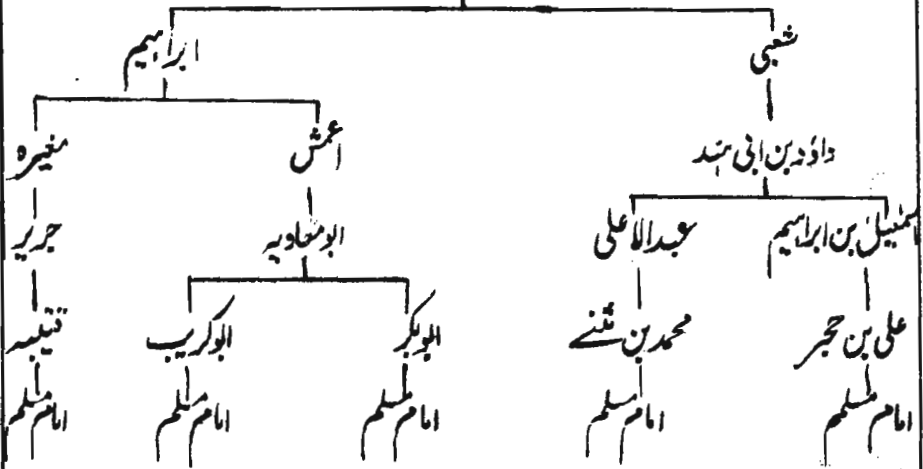 شعبی ابراہیم
داؤد بن ابی ہند اعمش مغیرہ
اسمٰعیل بن ابراہیم عبدالاعلی ابومعاویہ جریر
علی بن حجر محمد بن مثنے ابوبکر ابوکریب قتیبہ
امام مسلم امام مسلم امام مسلم امام مسلم امام مسلم